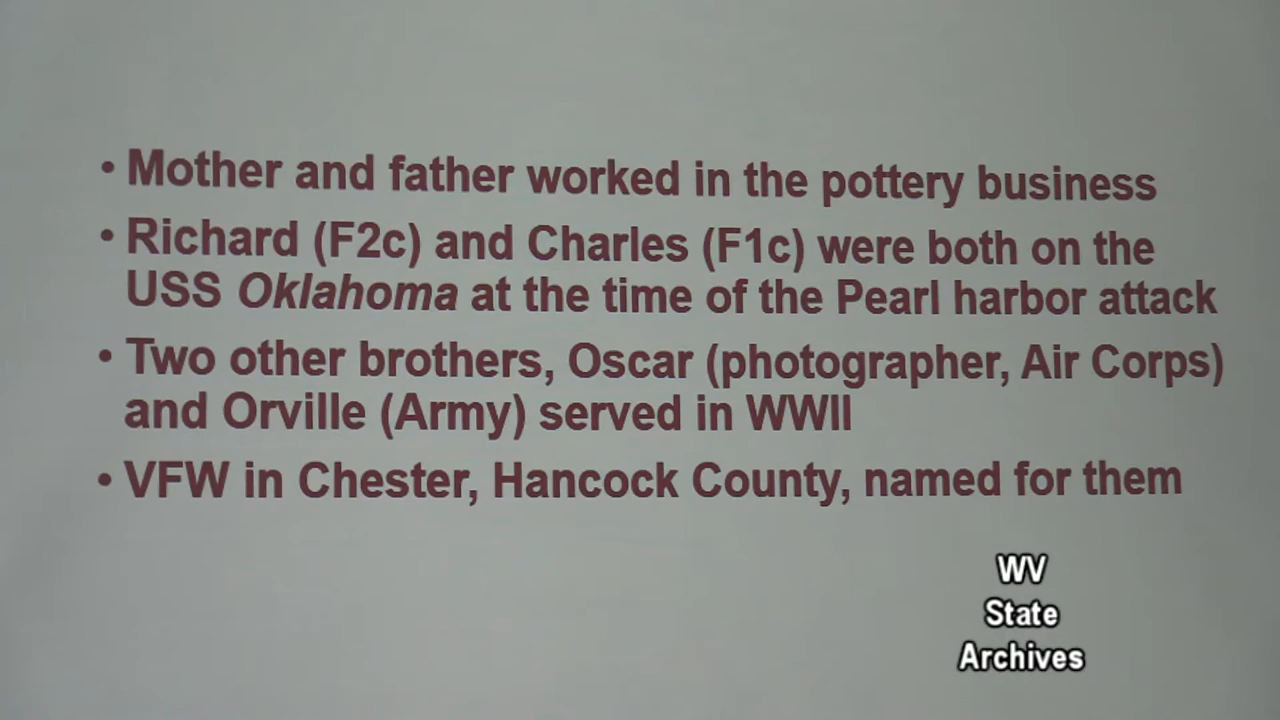 • Mother and father worked in the pottery business
• Richard (F2c) and Charles (F1c) were both on the
USS Oklahoma at the time of the Pearl harbor attack
• Two other brothers, Oscar (photographer, Air Corps)
and Orville (Army) served in WWII
• VFW in Chester, Hancock County, named for them
WV
State
Archives